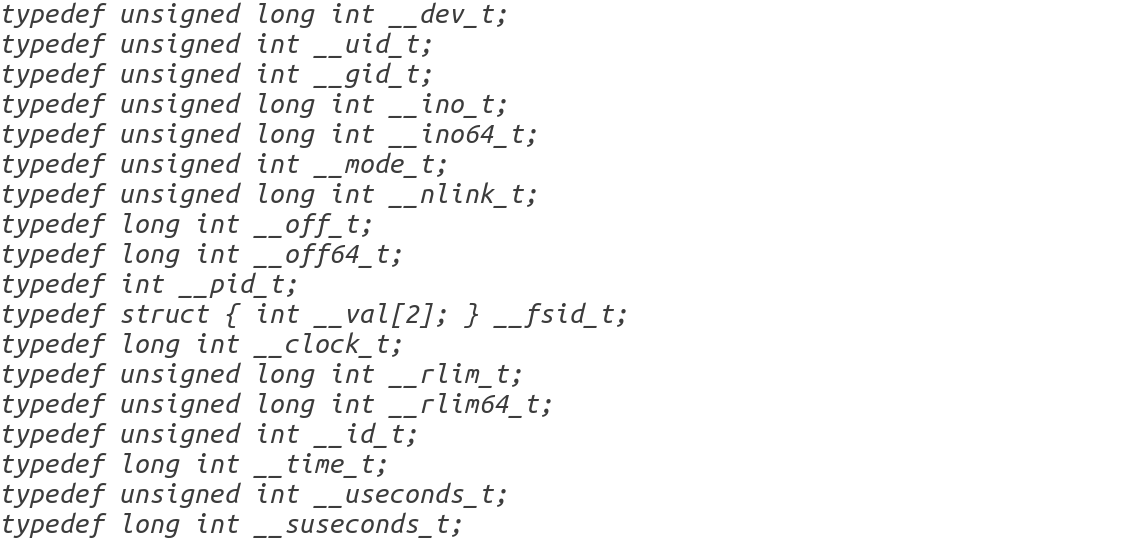 typedef unsigned long int __dev_t;
typedef unsigned int __uid_t;
typedef unsigned int __gid_t;
typedef unsigned long int __ino_t;
typedef unsigned long int __ino64_t;
typedef unsigned int __mode_t;
typedef unsigned long int __nlink_t;
typedef long int __off_t;
typedef long int __off64_t;
typedef int __pid_t;
typedef struct { int __val[2]; } __fsid_t;
typedef long int __clock_t;
typedef unsigned long int __rlim_t;
typedef unsigned long int __rlim64_t;
typedef unsigned int __id_t;
typedef long int __time_t;
typedef unsigned int __useconds_t;
typedef long int __suseconds_t;